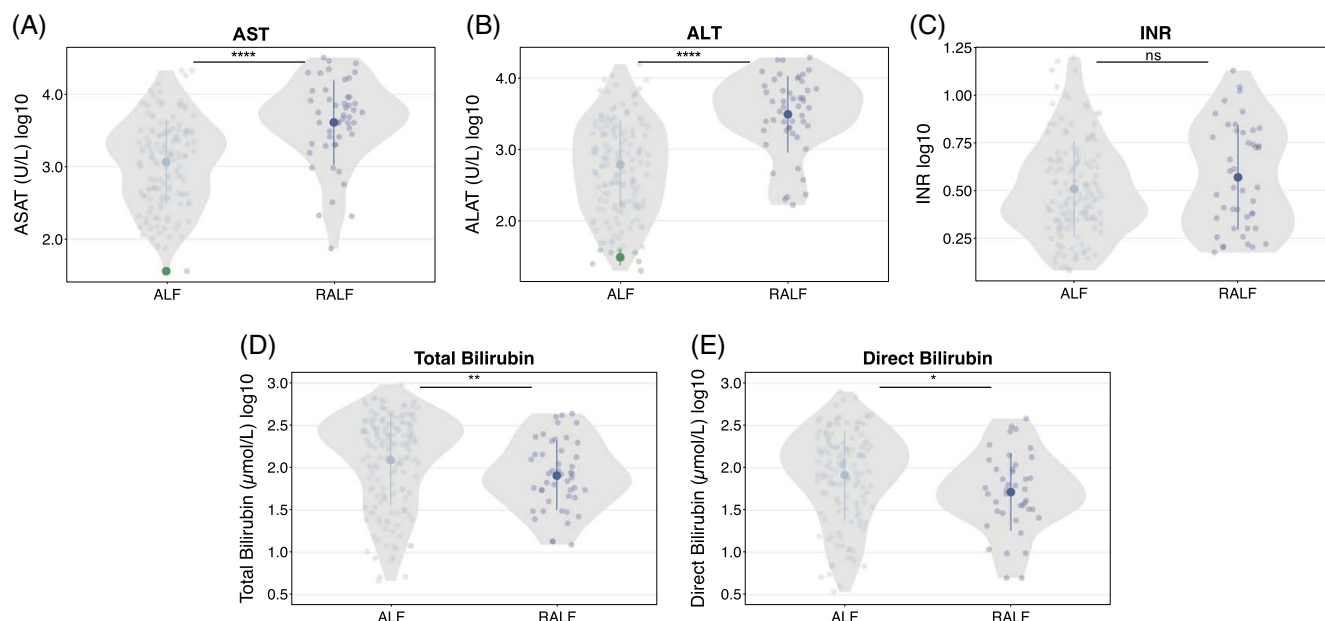 (A)
AST
****
ASAT (U/L) log10
4.0
3.0
2.0
ALF
RALF
(B)
ALT
****
ALAT (U/L) log10
4.0
3.0
2.0
ALF
RALF
(C)
INR
ns
INR log10
1.25
1.00
0.75
0.50
0.25
ALF
RALF
(D)
Total Bilirubin
**
Total Bilirubin (µmol/L) log10
3.0
2.5
2.0
1.5
1.0
0.5
ALF
RALF
(E)
Direct Bilirubin
*
Direct Bilirubin (µmol/L) log10
3.0
2.5
2.0
1.5
1.0
0.5
ALF
RALF